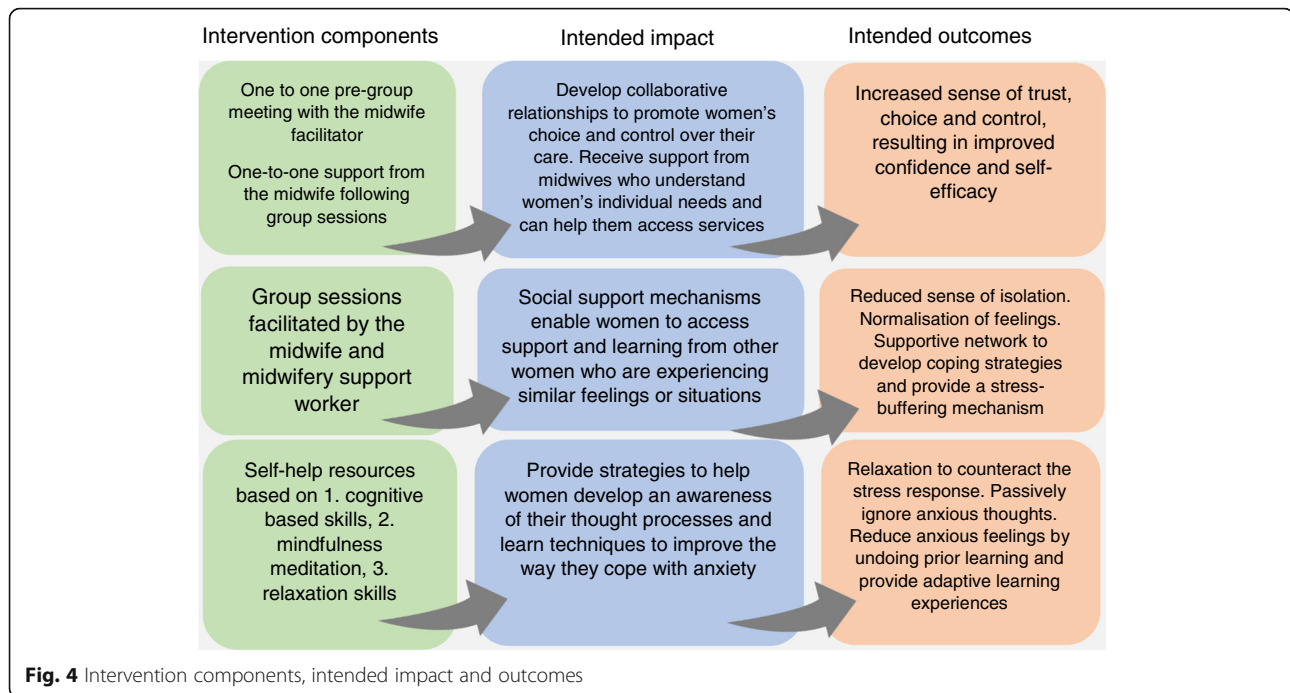 Intervention components
Intended impact
Intended outcomes
One to one pre-group
meeting with the midwife
facilitator
One-to-one support from
the midwife following
group sessions
Develop collaborative
relationships to promote women's
choice and control over their
care. Receive support from
midwives who understand
women's individual needs and
can help them access services
Increased sense of trust,
choice and control,
resulting in improved
confidence and self-
efficacy
Group sessions
facilitated by the
midwife and
midwifery support
worker
Social support mechanisms
enable women to access
support and learning from other
women who are experiencing
similar feelings or situations
Reduced sense of isolation.
Normalisation of feelings.
Supportive network to
develop coping strategies
and provide a stress-
buffering mechanism
Self-help resources
based on 1. cognitive
based skills, 2.
mindfulness
meditation, 3.
relaxation skills
Provide strategies to help
women develop an awareness
of their thought processes and
learn techniques to improve the
way they cope with anxiety
Relaxation to counteract the
stress response. Passively
ignore anxious thoughts.
Reduce anxious feelings by
undoing prior learning and
provide adaptive learning
experiences
Fig. 4 Intervention components, intended impact and outcomes